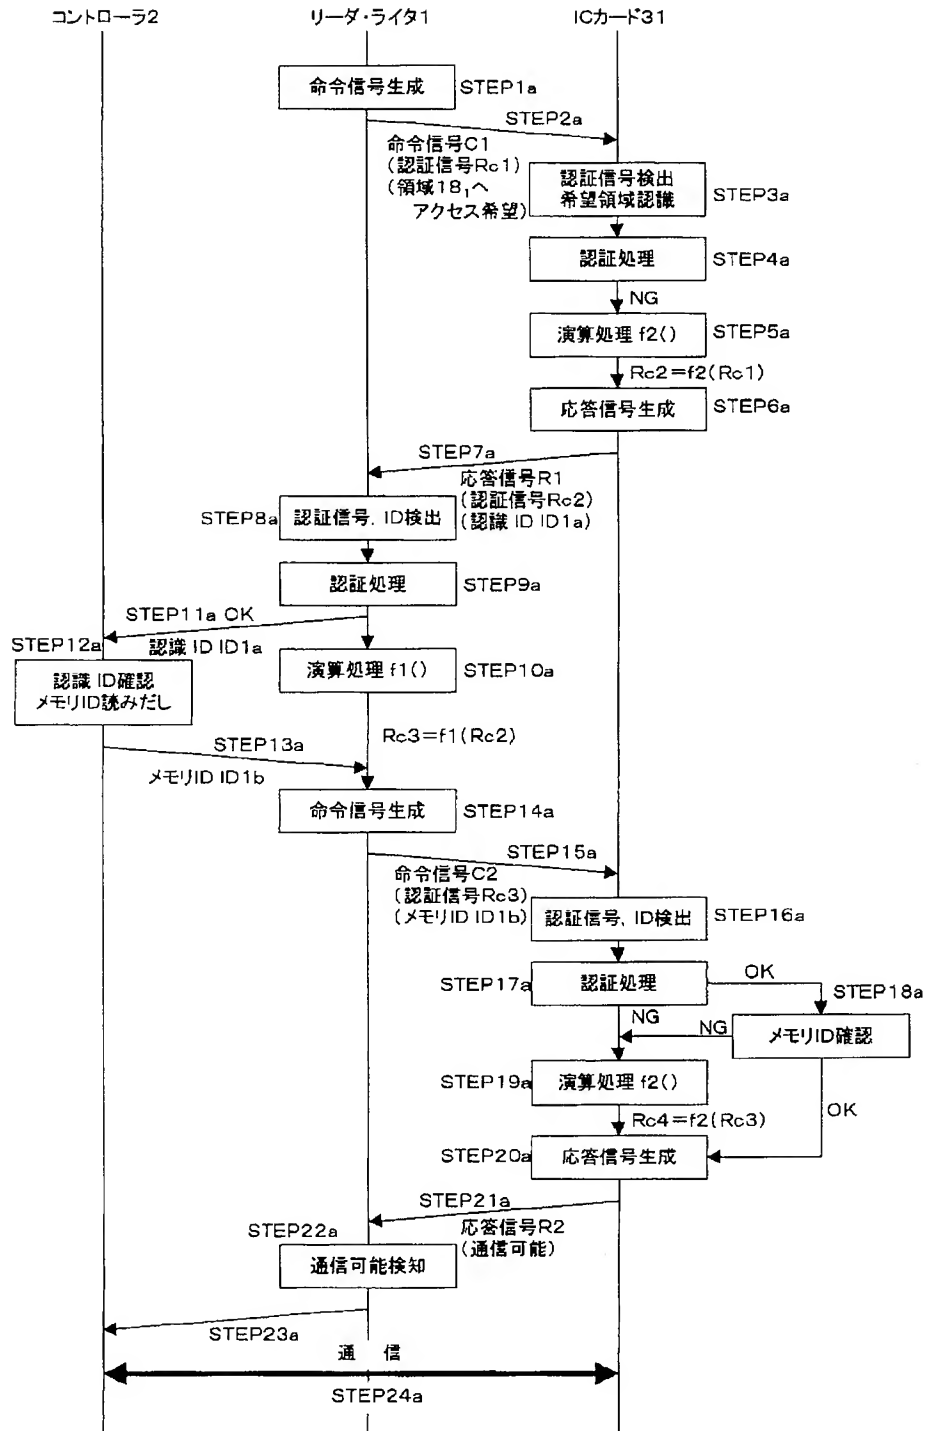 コントローラ2
リーダ・ライタ1
ICカード31
命令信号生成
STEP1a
STEP2a
命令信号C1
(認証信号Rc1)
(領域18₁へ
アクセス希望)
認証信号検出
希望領域認識
STEP3a
認証処理
STEP4a
NG
演算処理 f2()
STEP5a
Rc2=f2(Rc1)
応答信号生成
STEP6a
STEP7a
応答信号R1
(認証信号Rc2)
(認識 ID ID1a)
STEP8a
認証信号, ID検出
認証処理
STEP9a
STEP11a OK
認識 ID ID1a
STEP12a
認識 ID確認
メモリID読みだし
演算処理 f1()
STEP10a
Rc3=f1(Rc2)
STEP13a
メモリID ID1b
命令信号生成
STEP14a
STEP15a
命令信号C2
(認証信号Rc3)
(メモリID ID1b)
認証信号, ID検出
STEP16a
STEP17a
認証処理
OK
STEP18a
メモリID確認
NG
NG
STEP19a
演算処理 f2()
OK
Rc4=f2(Rc3)
STEP20a
応答信号生成
STEP21a
応答信号R2
(通信可能)
STEP22a
通信可能検知
STEP23a
通 信
STEP24a